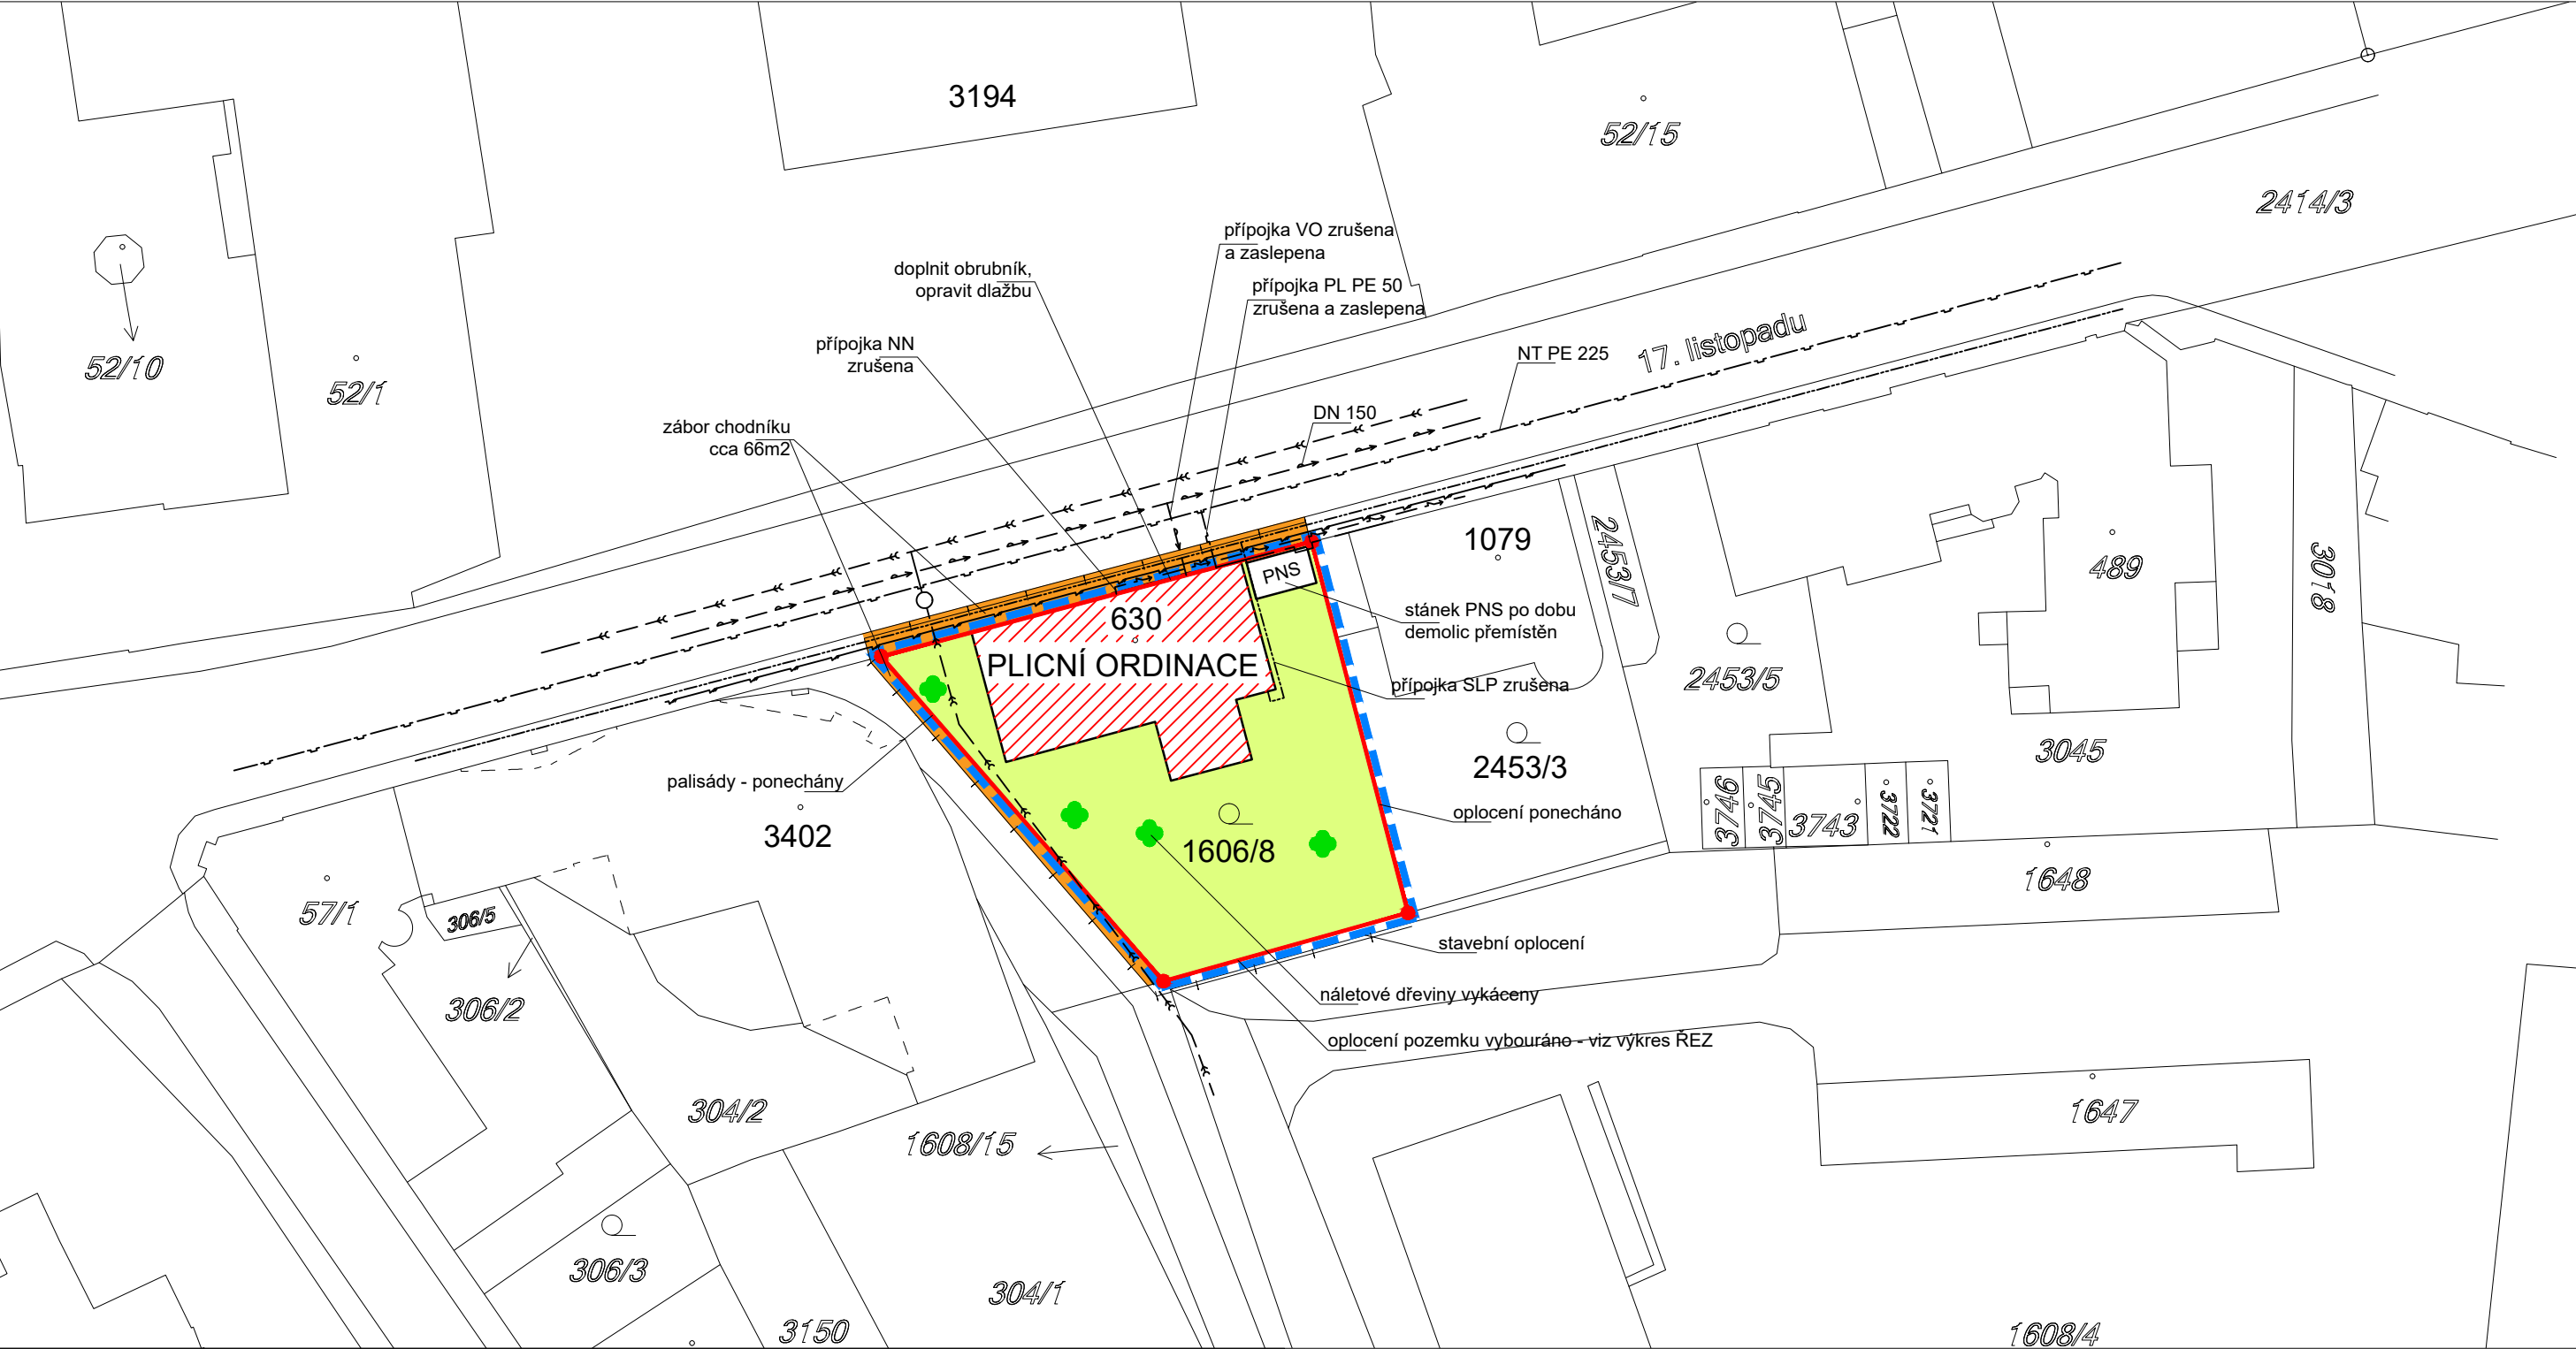 3194
52/15
2414/3
přípojka VO zrušena
a zaslepena
doplnit obrubník,
opravit dlažbu
přípojka PL PE 50
zrušena a zaslepena
17. listopadu
přípojka NN
zrušena
NT PE 225
52/10
52/1
DN 150
zábor chodníku
cca 66m2
1079
2453/7
489
3018
PNS
630
stánek PNS po dobu
demolic přemístěn
PLICNÍ ORDINACE
2453/5
přípojka SLP zrušena
3045
2453/3
palisády - ponechány
3402
oplocení ponecháno
3746
3745
3743
3722
3721
1606/8
1648
57/1
306/5
stavební oplocení
306/2
náletové dřeviny vykáceny
oplocení pozemku vybouráno - viz výkres ŘEZ
304/2
1647
1608/15
306/3
304/1
3150
1608/4